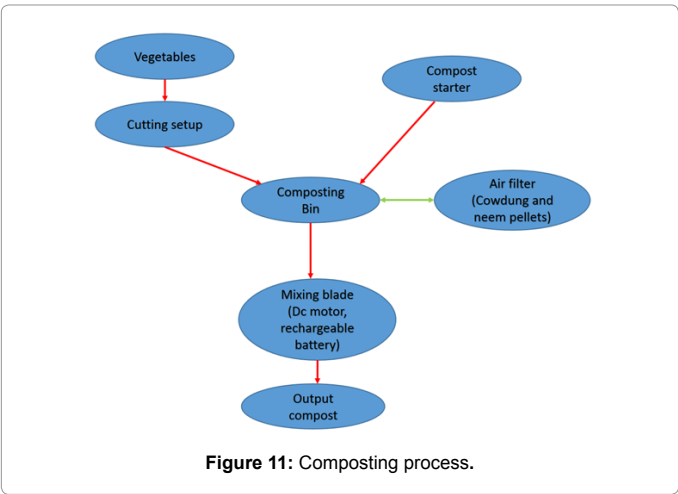 Vegetables
Compost
starter
Cutting setup
Composting
Bin
Air filter
(Cowdung and
neem pellets)
Mixing blade
(Dc motor,
rechargeable
battery)
Output
compost
Figure 11: Composting process.